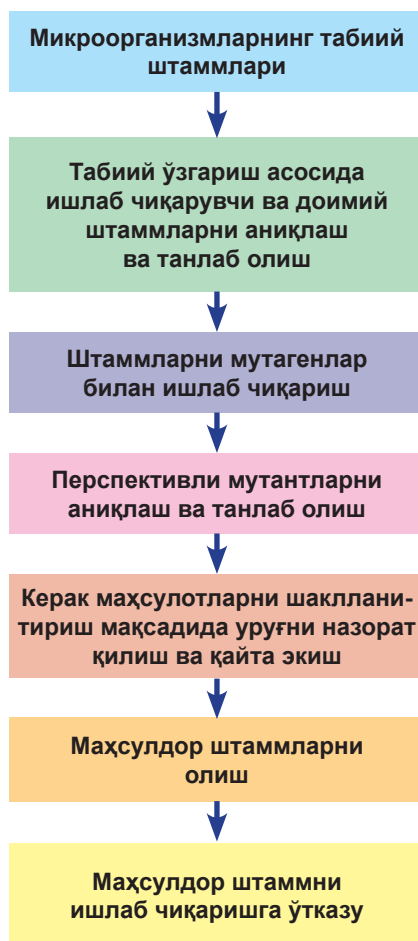 Микроорганизмларнинг табиий
штаммлари
Табиий ўзгариш асосида
ишлаб чиқарувчи ва доимий
штаммларни аниқлаш
ва танлаб олиш
Штаммларни мутагенлар
билан ишлаб чиқариш
Перспективли мутантларни
аниқлаш ва танлаб олиш
Керак маҳсулотларни шакллани-
тириш мақсадида уруғни назорат
қилиш ва қайта экиш
Маҳсулдор штаммларни
олиш
Маҳсулдор штаммни
ишлаб чиқаришга ўтказу